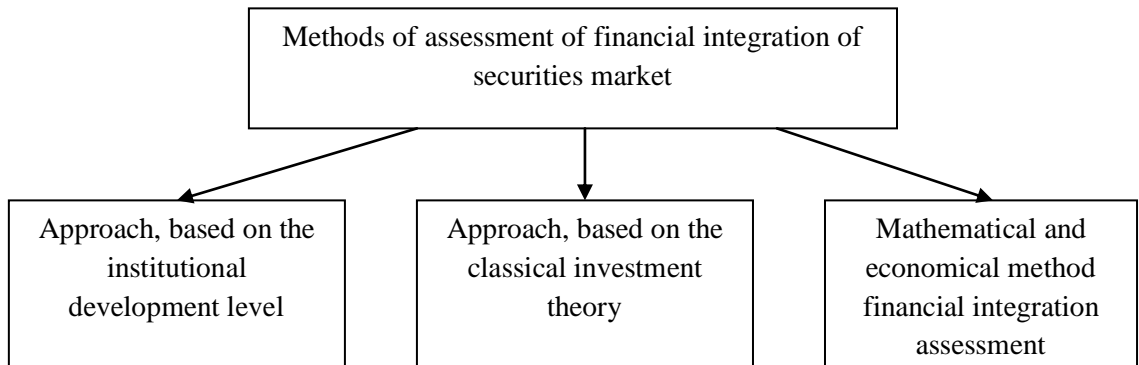 Methods of assessment of financial integration of
securities market
Approach, based on the
institutional
development level
Approach, based on the
classical investment
theory
Mathematical and
economical method
financial integration
assessment